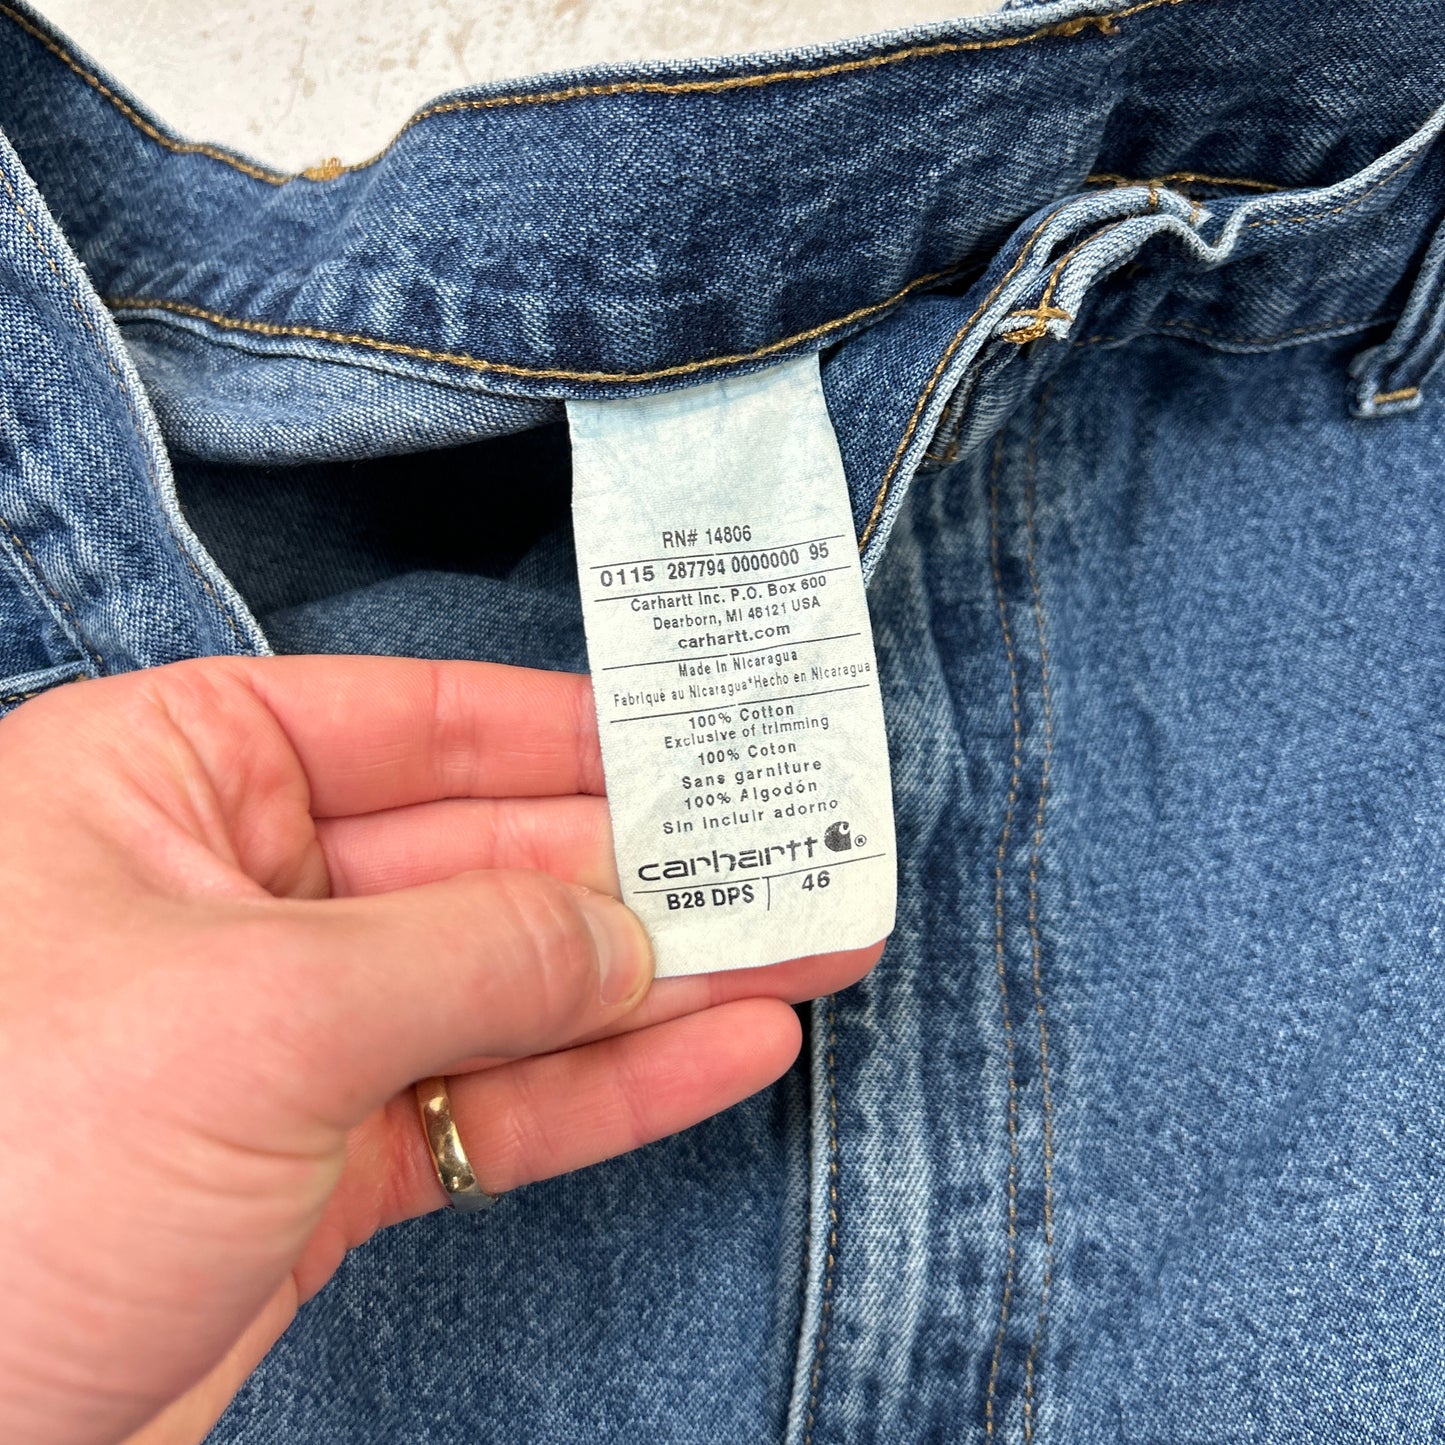 RN# 14806
0115 287794 0000000 95
Carhartt Inc. P.O. Box 600
Dearborn, MI 48121 USA
carhartt.com
Made In Nicaragua
Fabriqué au Nicaragua*Hecho en Nicaragua
100% Cotton
Exclusive of trimming
100% Coton
Sans garniture
100% Algodón
Sin incluir adorno
carhartt ®
B28 DPS 46